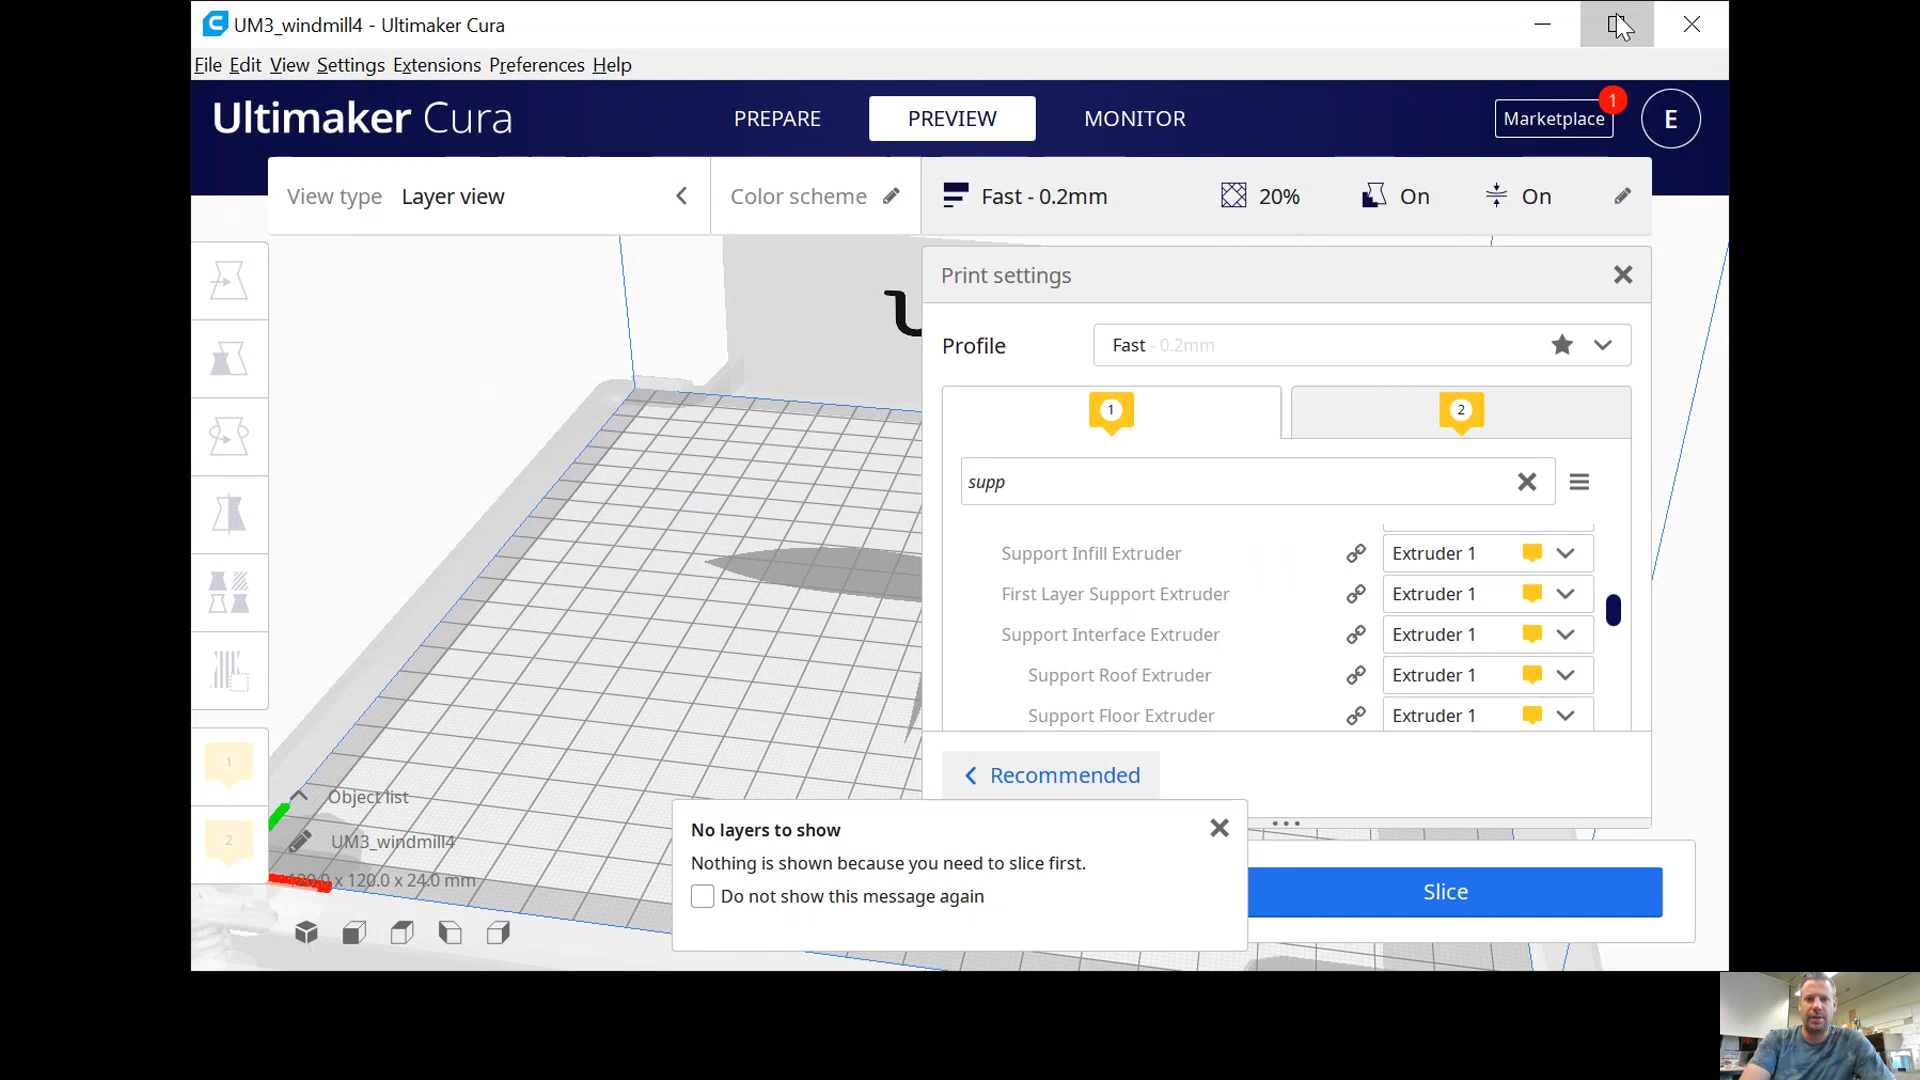 UM3_windmill4 - Ultimaker Cura
File Edit View Settings Extensions Preferences Help
Ultimaker Cura
PREPARE
PREVIEW
MONITOR
Marketplace
1
E
View type Layer view
Color scheme
Fast - 0.2mm
20%
On
On
Print settings
Profile
Fast - 0.2mm
1
2
supp
Support Infill Extruder
Extruder 1
First Layer Support Extruder
Extruder 1
Support Interface Extruder
Extruder 1
Support Roof Extruder
Extruder 1
Support Floor Extruder
Extruder 1
Recommended
1
2
Object list
UM3_windmill4
120.0 x 120.0 x 24.0 mm
No layers to show
Nothing is shown because you need to slice first.
Do not show this message again
Slice